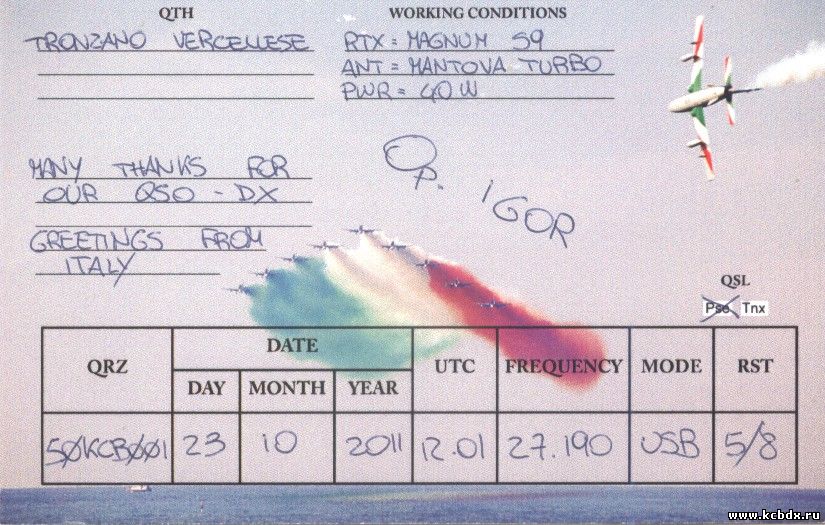 QTH
TRONZANO VERCELLESE
WORKING CONDITIONS
RTX = MAGNUM S9
ANT = MANTOVA TURBO
PWR = 40 W
MANY THANKS FOR
OUR QSO - DX
GREETINGS FROM
ITALY
OP. IGOR
QSL
Pse Tnx
QRZ DATE UTC FREQUENCY MODE RST
DAY MONTH YEAR
50KCB001 23 10 2011 12.01 27.190 USB 5/8
www.kcbdx.ru